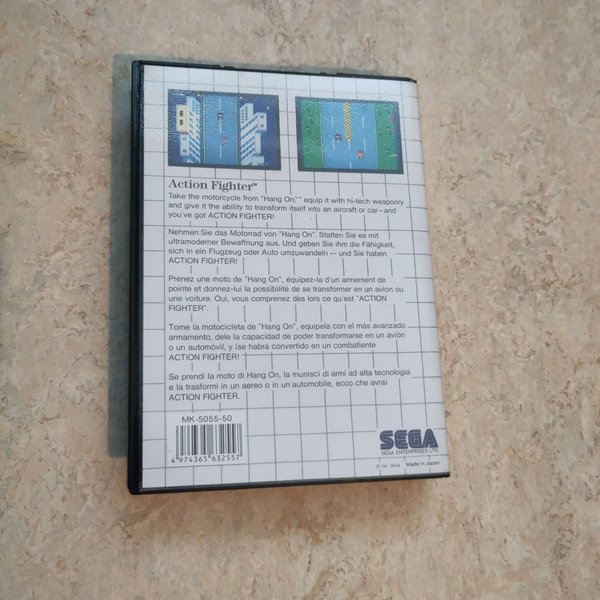 Action Fighter™
Take the motorcycle from "Hang On," equip it with hi-tech weaponry
and give it the ability to transform itself into an aircraft or car—and
you've got ACTION FIGHTER!
Nehmen Sie das Motorrad von "Hang On". Statten Sie es mit
ultramoderner Bewaffnung aus. Und geben Sie ihm die Fähigkeit,
sich in ein Flugzeug oder Auto umzuwandeln -- und Sie haben
ACTION FIGHTER!
Prenez une moto de "Hang On", équipez-la d'un armement de
pointe et donnez-lui la possibilité de se transformer en un avion ou
une voiture. Oui, vous comprenez dès lors ce qu'est "ACTION
FIGHTER".
Tome la motocicleta de "Hang On", equipela con el más avanzado
armamento, dele la capacidad de poder transformarse en un avión
o un automóvil, y ise habrá convertido en un combatiente
ACTION FIGHTER!
Se prendi la moto di Hang On, la munisci di armi ad alta tecnologia
e la trasformi in un aereo o in un'automobile, ecco che avrai
ACTION FIGHTER.
MK-5055-50
4 974365 632557
SEGA
SEGA ENTERPRISES LTD.
SEGA Made in Japan